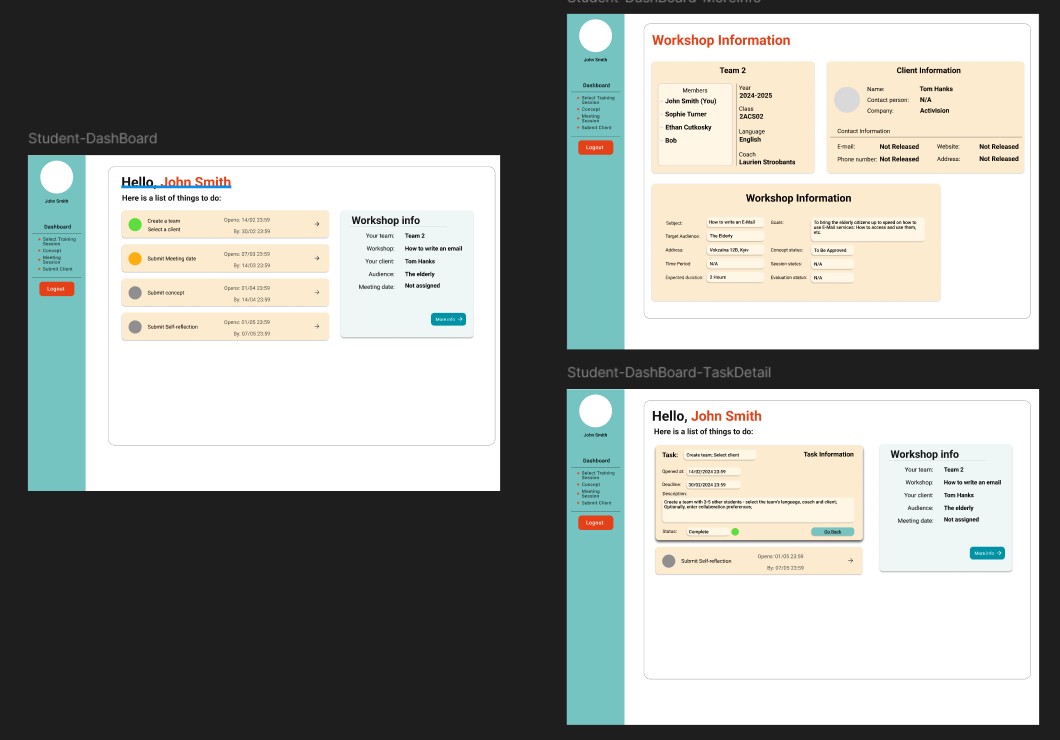 Student-DashBoard
John Smith
Dashboard
Select Training
Session
Concept
Meeting
Session
Submit Client
Logout
Hello, John Smith
Here is a list of things to do:
Create a team
Select a client
Opens: 14/02 23:59
By: 30/02 23:59
Submit Meeting date
Opens: 07/03 23:59
By: 14/03 23:59
Submit concept
Opens: 01/04 23:59
By: 14/04 23:59
Submit Self-reflection
Opens: 01/05 23:59
By: 07/05 23:59
Workshop info
Your team: Team 2
Workshop: How to write an email
Your client: Tom Hanks
Audience: The elderly
Meeting date: Not assigned
More info
Student-DashBoard-MoreInfo
John Smith
Dashboard
Select Training
Session
Concept
Meeting
Session
Submit Client
Logout
Workshop Information
Team 2
Members
John Smith (You)
Sophie Turner
Ethan Cutkosky
Bob
Year
2024-2025
Class
2ACS02
Language
English
Coach
Laurien Stroobants
Client Information
Name: Tom Hanks
Contact person: N/A
Company: Activision
Contact Information
E-mail: Not Released
Website: Not Released
Phone number: Not Released
Address: Not Released
Workshop Information
Subject: How to write an E-Mail
Target Audience: The Elderly
Address: Vokzalna 12B, Kyiv
Time Period: N/A
Expected duration: 2 Hours
Goals: To bring the elderly citizens up to speed on how to
use E-Mail services: How to access and use them,
etc.
Concept status: To Be Approved
Session status: N/A
Evaluation status: N/A
Student-DashBoard-TaskDetail
John Smith
Dashboard
Select Training
Session
Concept
Meeting
Session
Submit Client
Logout
Hello, John Smith
Here is a list of things to do:
Task: Create team; Select client
Task Information
Opened at: 14/02/2024 23:59
Deadline: 30/02/2024 23:59
Description:
Create a team with 3-5 other students - select the team's language, coach and client;
Optionally, enter collaboration preferences;
Status: Complete
Go Back
Submit Self-reflection
Opens: 01/05 23:59
By: 07/05 23:59
Workshop info
Your team: Team 2
Workshop: How to write an email
Your client: Tom Hanks
Audience: The elderly
Meeting date: Not assigned
More info